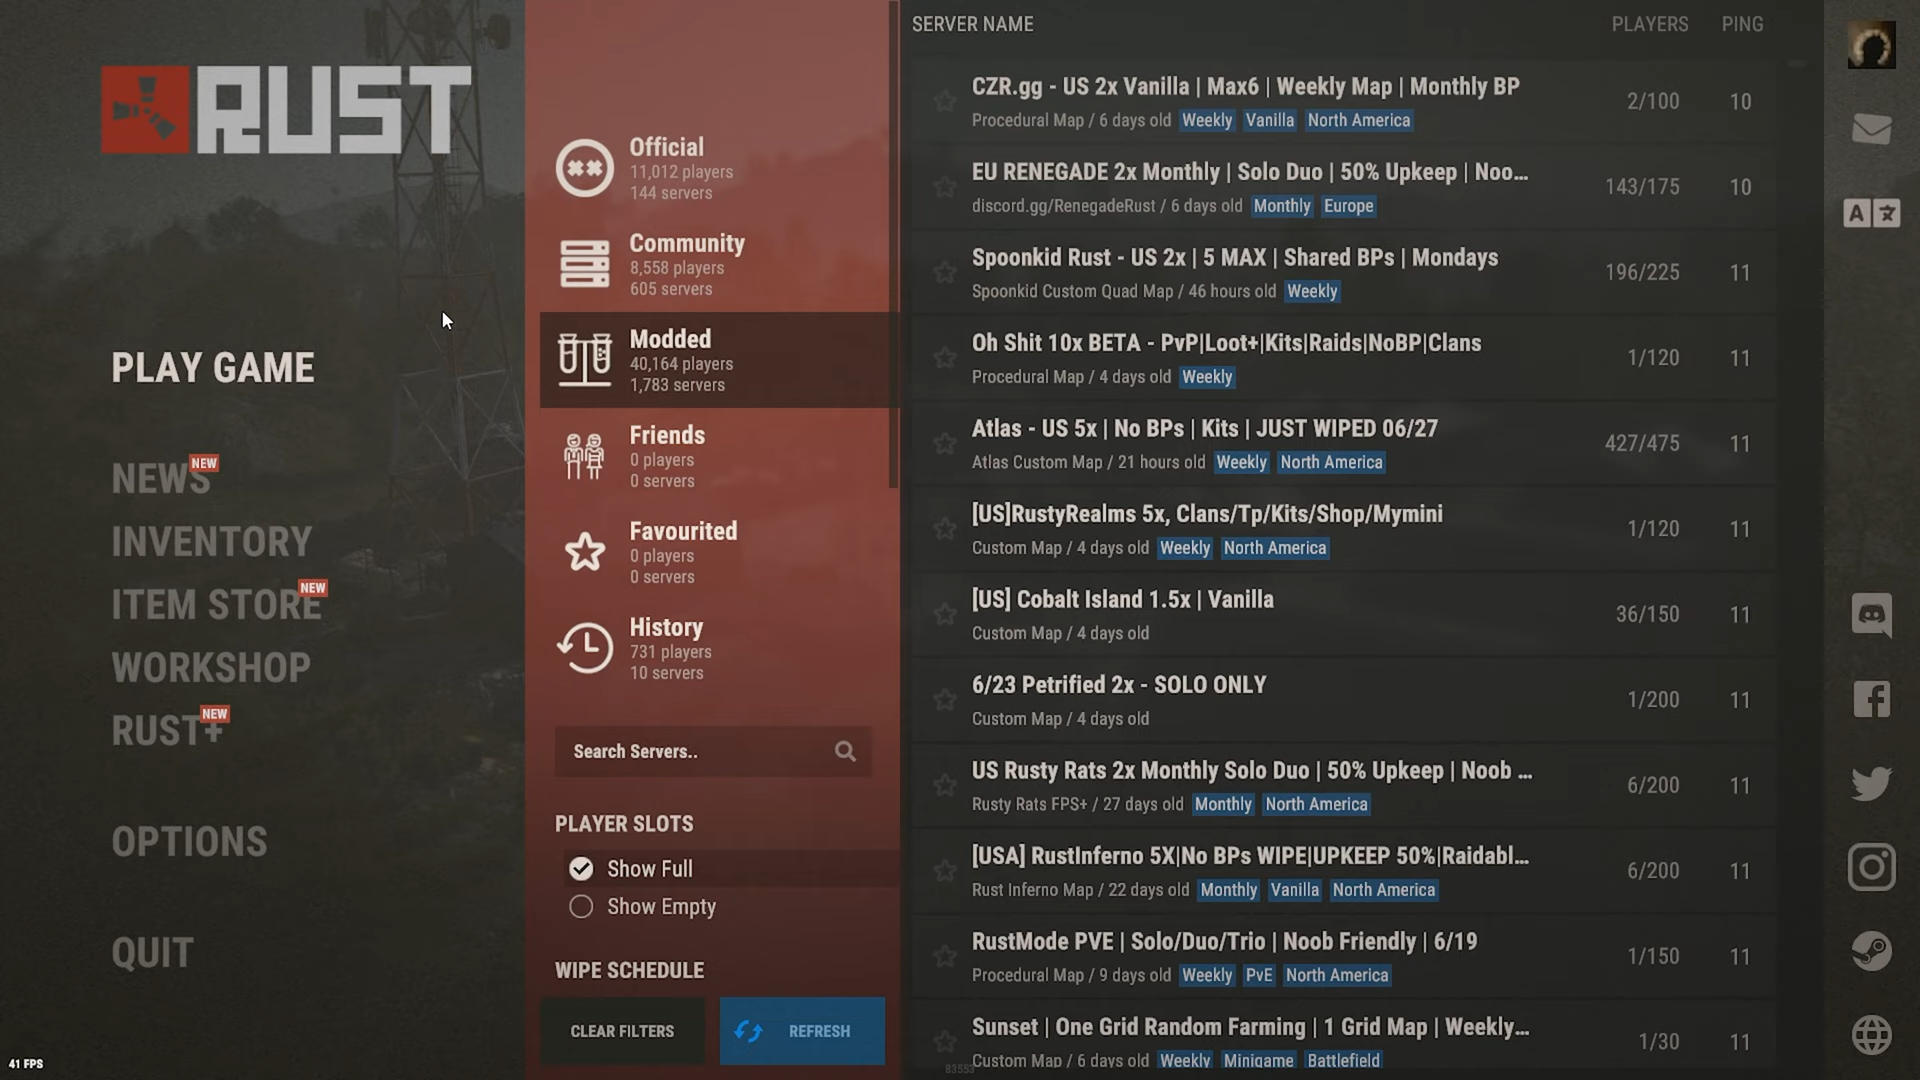 RUST
PLAY GAME
NEWS
NEW
INVENTORY
ITEM STORE
NEW
WORKSHOP
RUST+
NEW
OPTIONS
QUIT
41 FPS
Official
11,012 players
144 servers
Community
8,558 players
605 servers
Modded
40,164 players
1,783 servers
Friends
0 players
0 servers
Favourited
0 players
0 servers
History
731 players
10 servers
Search Servers..
PLAYER SLOTS
Show Full
Show Empty
WIPE SCHEDULE
CLEAR FILTERS
REFRESH
SERVER NAME PLAYERS PING
CZR.gg - US 2x Vanilla | Max6 | Weekly Map | Monthly BP
Procedural Map / 6 days old Weekly Vanilla North America
2/100 10
EU RENEGADE 2x Monthly | Solo Duo | 50% Upkeep | Noo...
discord.gg/RenegadeRust / 6 days old Monthly Europe
143/175 10
Spoonkid Rust - US 2x | 5 MAX | Shared BPs | Mondays
Spoonkid Custom Quad Map / 46 hours old Weekly
196/225 11
Oh Shit 10x BETA - PvP|Loot+|Kits|Raids|NoBP|Clans
Procedural Map / 4 days old Weekly
1/120 11
Atlas - US 5x | No BPs | Kits | JUST WIPED 06/27
Atlas Custom Map / 21 hours old Weekly North America
427/475 11
[US]RustyRealms 5x, Clans/Tp/Kits/Shop/Mymini
Custom Map / 4 days old Weekly North America
1/120 11
[US] Cobalt Island 1.5x | Vanilla
Custom Map / 4 days old
36/150 11
6/23 Petrified 2x - SOLO ONLY
Custom Map / 4 days old
1/200 11
US Rusty Rats 2x Monthly Solo Duo | 50% Upkeep | Noob ...
Rusty Rats FPS+ / 27 days old Monthly North America
6/200 11
[USA] RustInferno 5X|No BPs WIPE|UPKEEP 50%|Raidabl...
Rust Inferno Map / 22 days old Monthly Vanilla North America
6/200 11
RustMode PVE | Solo/Duo/Trio | Noob Friendly | 6/19
Procedural Map / 9 days old Weekly PvE North America
1/150 11
Sunset | One Grid Random Farming | 1 Grid Map | Weekly...
Custom Map / 6 days old Weekly Minigame Battlefield
1/30 11
83553
A